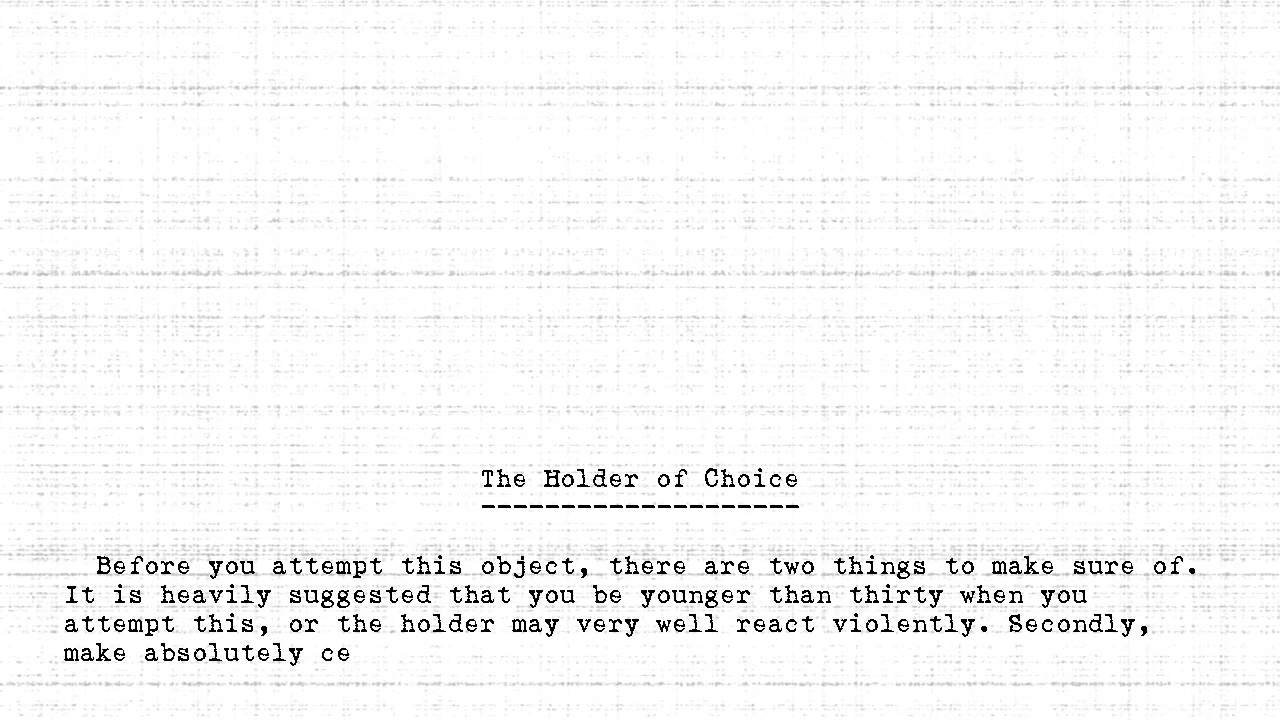 The Holder of Choice
--------------------
Before you attempt this object, there are two things to make sure of.
It is heavily suggested that you be younger than thirty when you
attempt this, or the holder may very well react violently. Secondly,
make absolutely ce